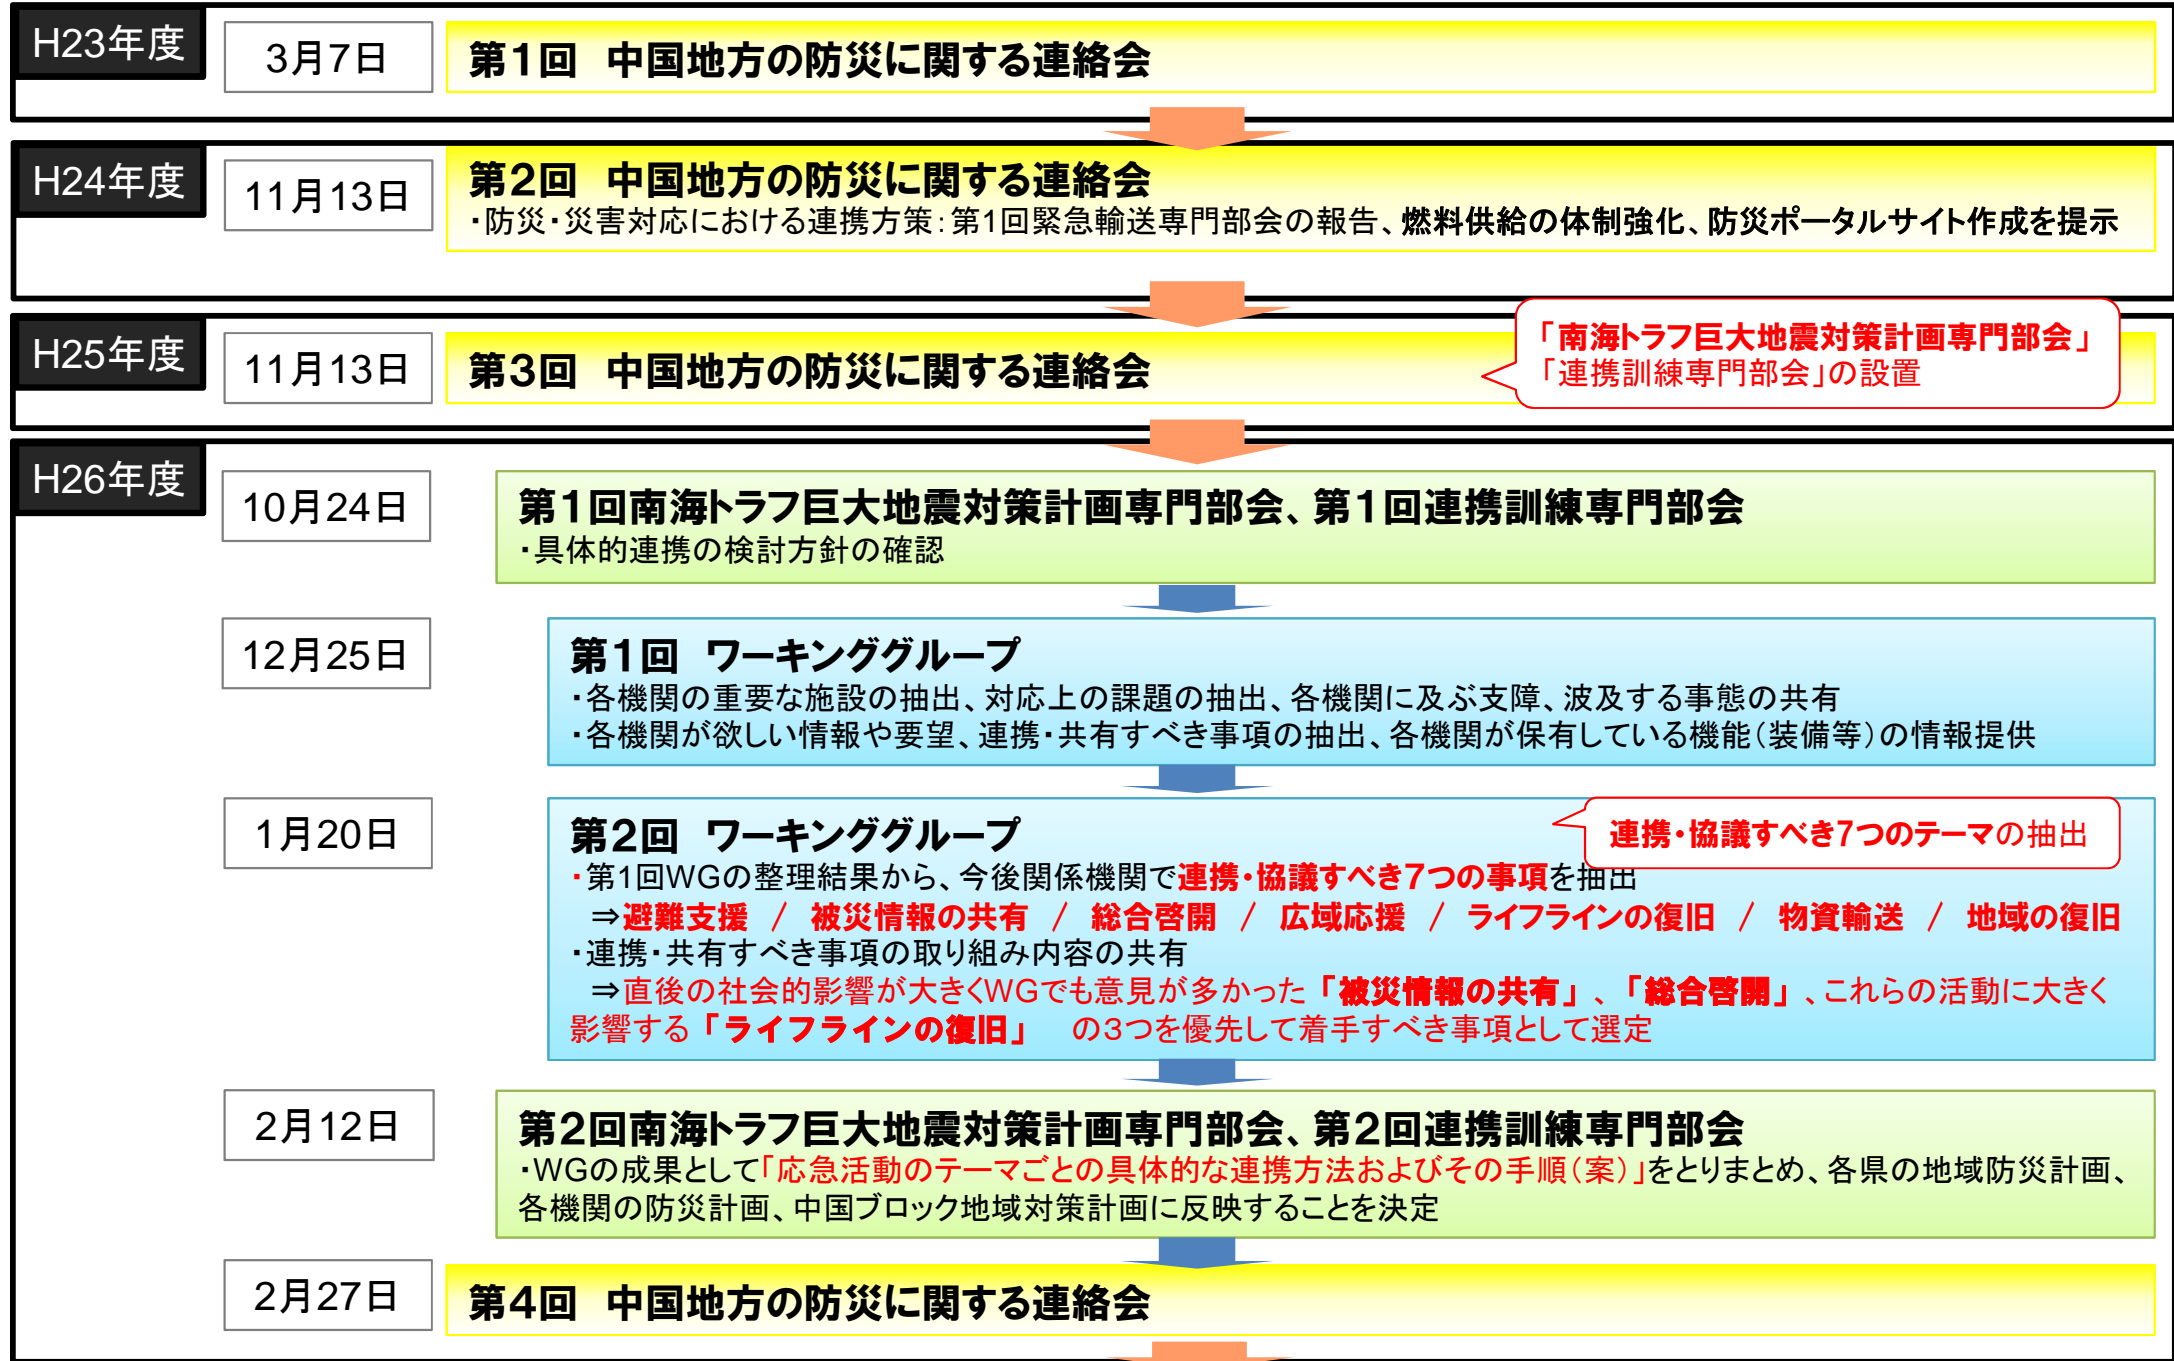 H23年度
3月7日
第1回　中国地方の防災に関する連絡会
H24年度
11月13日
第2回　中国地方の防災に関する連絡会
・防災・災害対応における連携方策：第1回緊急輸送専門部会の報告、燃料供給の体制強化、防災ポータルサイト作成を提示
H25年度
11月13日
第3回　中国地方の防災に関する連絡会
「南海トラフ巨大地震対策計画専門部会」
「連携訓練専門部会」の設置
H26年度
10月24日
第1回南海トラフ巨大地震対策計画専門部会、第1回連携訓練専門部会
・具体的連携の検討方針の確認
12月25日
第1回　ワーキンググループ
・各機関の重要な施設の抽出、対応上の課題の抽出、各機関に及ぶ支障、波及する事態の共有
・各機関が欲しい情報や要望、連携・共有すべき事項の抽出、各機関が保有している機能（装備等）の情報提供
1月20日
第2回　ワーキンググループ
連携・協議すべき7つのテーマの抽出
・第1回WGの整理結果から、今後関係機関で連携・協議すべき7つの事項を抽出
⇒避難支援　/　被災情報の共有　/　総合啓開　/　広域応援　/　ライフラインの復旧　/　物資輸送　/　地域の復旧
・連携・共有すべき事項の取り組み内容の共有
⇒直後の社会的影響が大きくWGでも意見が多かった「被災情報の共有」、「総合啓開」、これらの活動に大きく
影響する「ライフラインの復旧」　の3つを優先して着手すべき事項として選定
2月12日
第2回南海トラフ巨大地震対策計画専門部会、第2回連携訓練専門部会
・WGの成果として「応急活動のテーマごとの具体的な連携方法およびその手順（案）」をとりまとめ、各県の地域防災計画、
各機関の防災計画、中国ブロック地域対策計画に反映することを決定
2月27日
第4回　中国地方の防災に関する連絡会